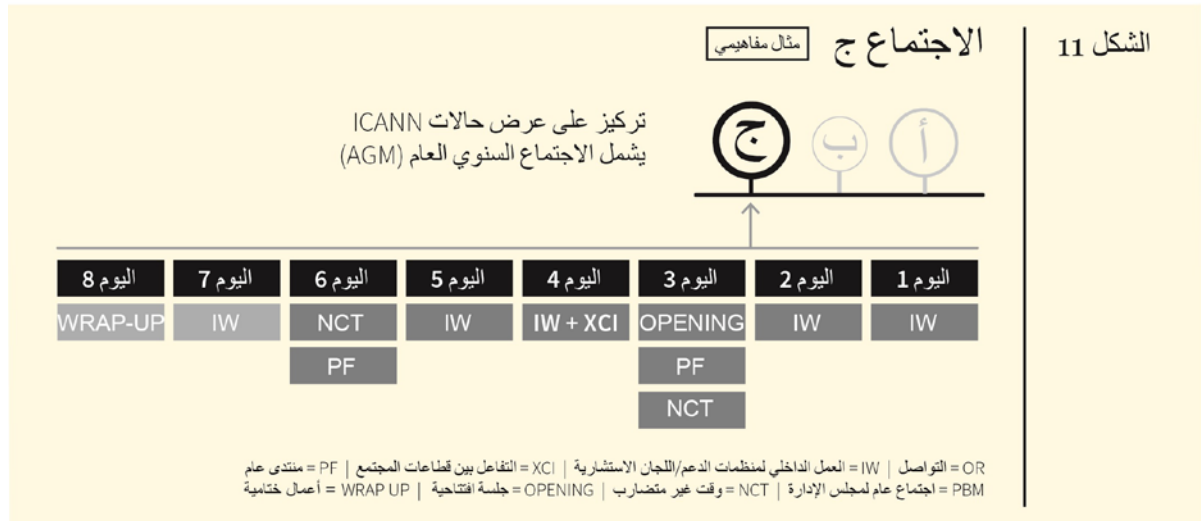 الشكل 11
الاجتماع ج
مثال مفاهيمي
أ
ب
ج
تركيز على عرض حالات ICANN
يشمل الاجتماع السنوي العام (AGM)
اليوم 1 اليوم 2 اليوم 3 اليوم 4 اليوم 5 اليوم 6 اليوم 7 اليوم 8
IW IW OPENING IW + XCI IW NCT IW WRAP-UP
PF PF
NCT
OR = التواصل | IW = العمل الداخلي لمنظمات الدعم/اللجان الاستشارية | XCI = التفاعل بين قطاعات المجتمع | PF = منتدى عام
PBM = اجتماع عام لمجلس الإدارة | NCT = وقت غير متضارب | OPENING = جلسة افتتاحية | WRAP UP = أعمال ختامية